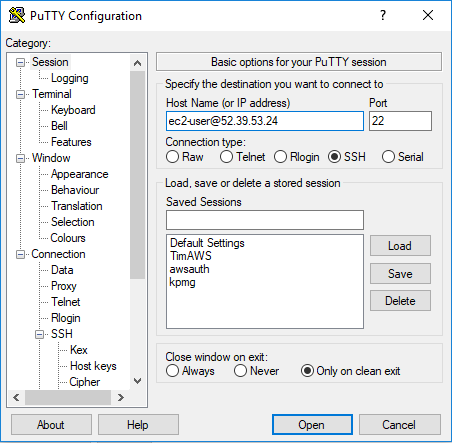 PuTTY Configuration
?
Category:
Session
Logging
Terminal
Keyboard
Bell
Features
Window
Appearance
Behaviour
Translation
Selection
Colours
Connection
Data
Proxy
Telnet
Rlogin
SSH
Kex
Host keys
Cipher
Basic options for your PuTTY session
Specify the destination you want to connect to
Host Name (or IP address) Port
ec2-user@52.39.53.24 22
Connection type:
Raw Telnet Rlogin SSH Serial
Load, save or delete a stored session
Saved Sessions
Default Settings
TimAWS
awsauth
kpmg
Load
Save
Delete
Close window on exit:
Always Never Only on clean exit
About Help Open Cancel